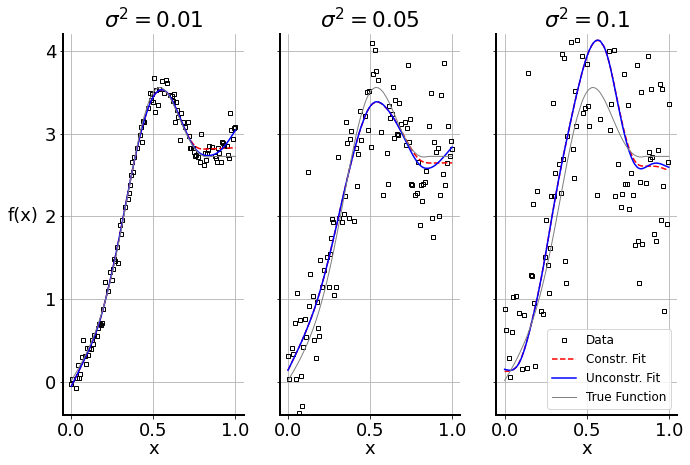 σ² = 0.01
σ² = 0.05
σ² = 0.1
4
3
f(x) 2
1
0
Data
Constr. Fit
Unconstr. Fit
True Function
0.0 0.5 1.0
0.0 0.5 1.0
0.0 0.5 1.0
x
x
x